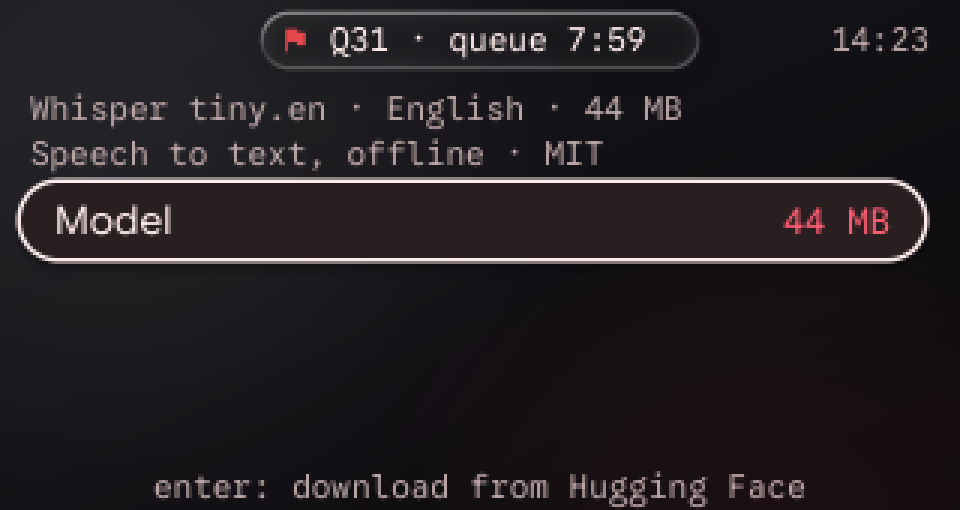 Q31 · queue 7:59
14:23
Whisper tiny.en · English · 44 MB
Speech to text, offline · MIT
Model 44 MB
enter: download from Hugging Face